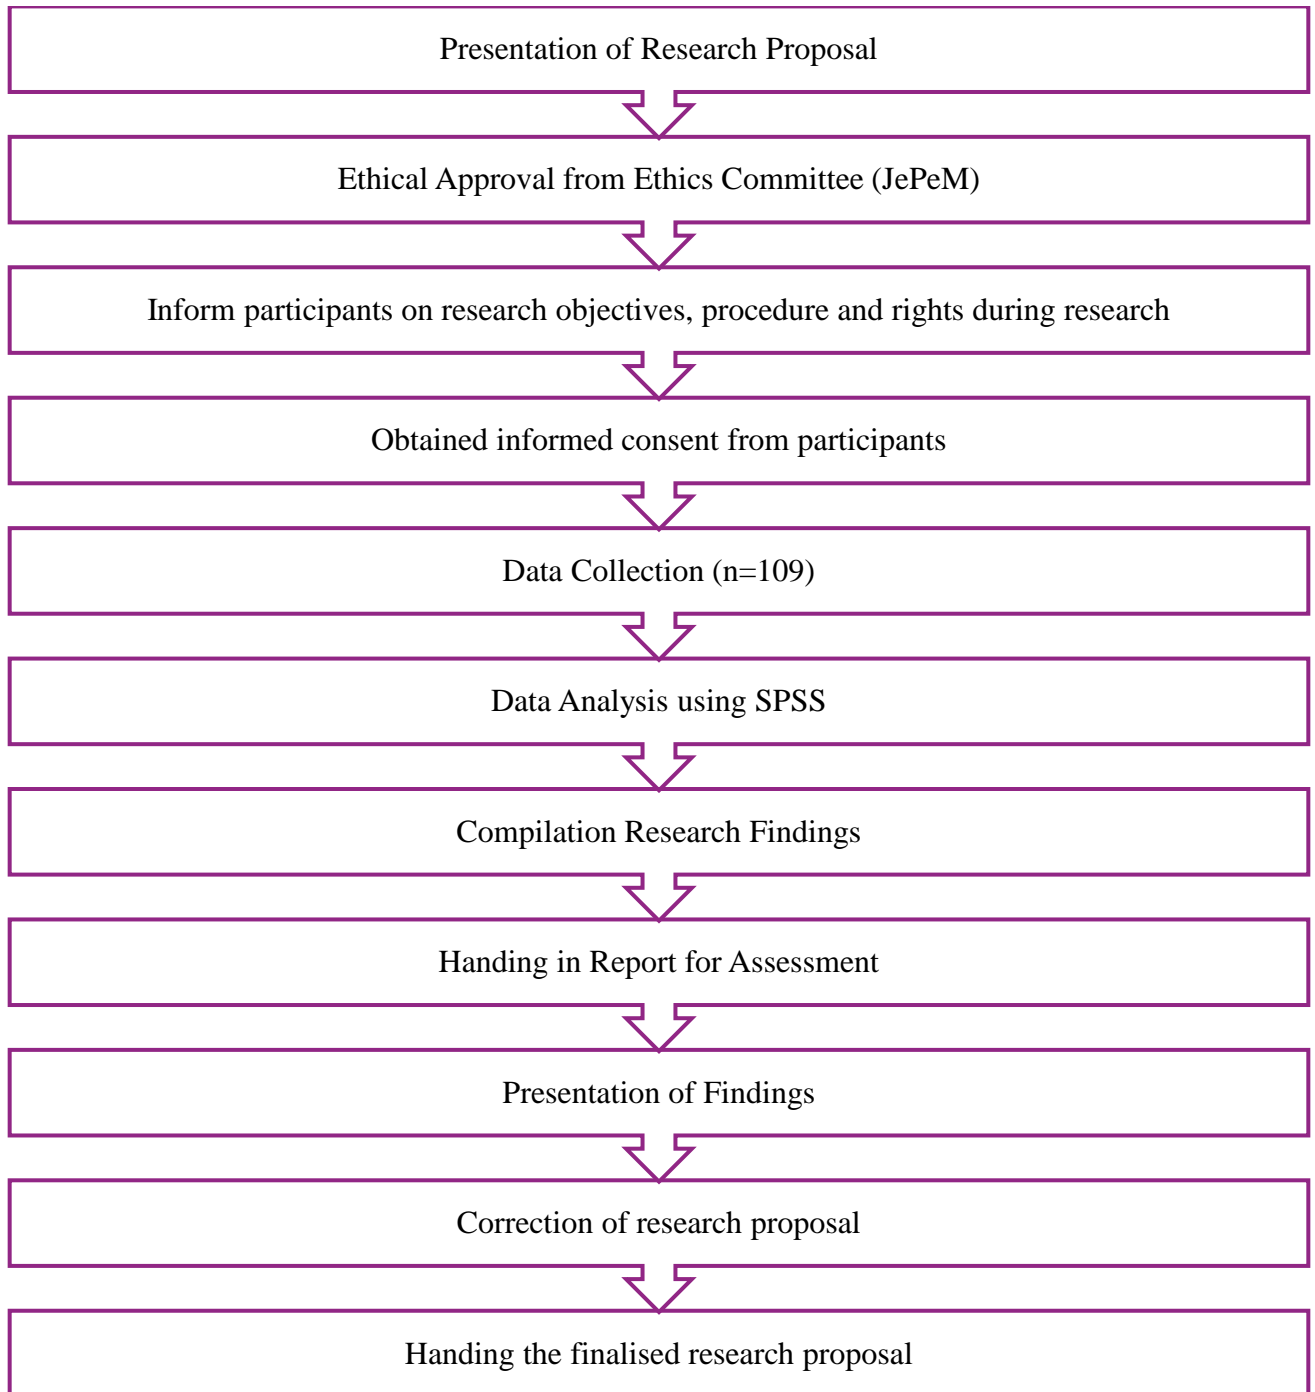 Presentation of Research Proposal
Ethical Approval from Ethics Committee (JePeM)
Inform participants on research objectives, procedure and rights during research
Obtained informed consent from participants
Data Collection (n=109)
Data Analysis using SPSS
Compilation Research Findings
Handing in Report for Assessment
Presentation of Findings
Correction of research proposal
Handing the finalised research proposal